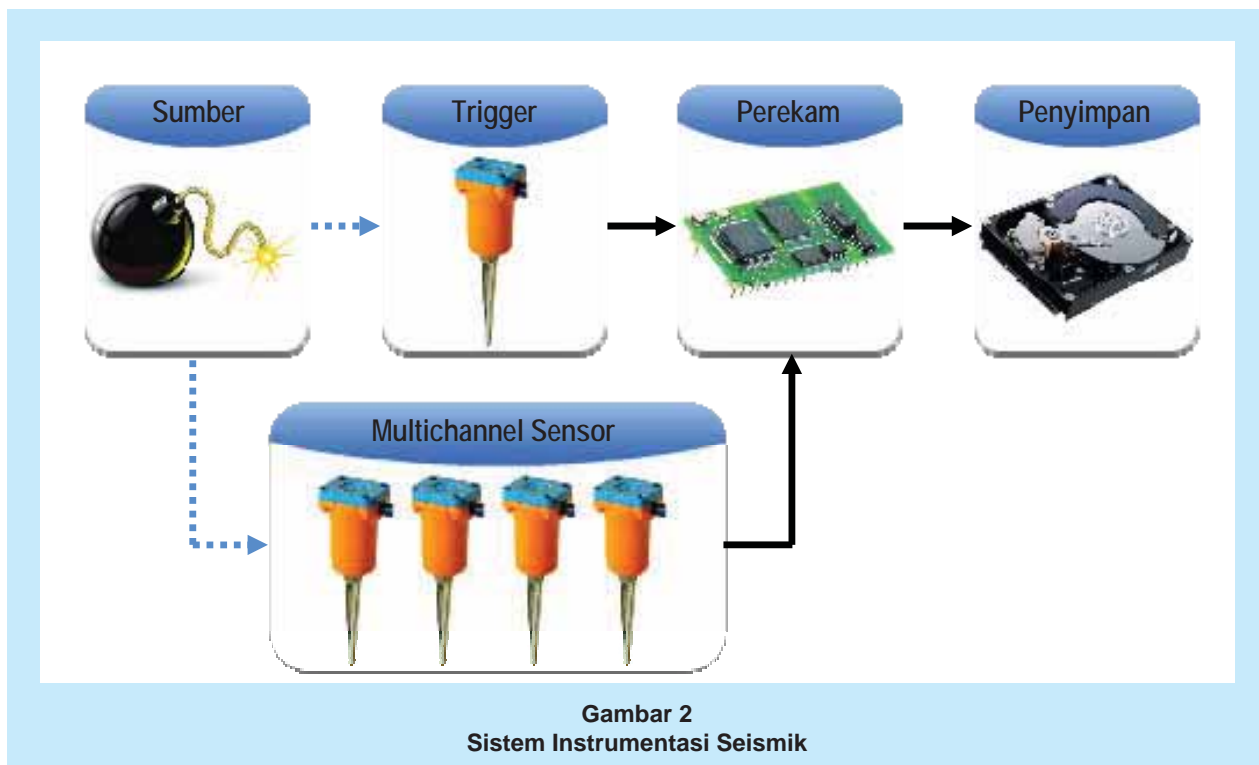 Sumber
Trigger
Perekam
Penyimpan
Multichannel Sensor
Gambar 2
Sistem Instrumentasi Seismik